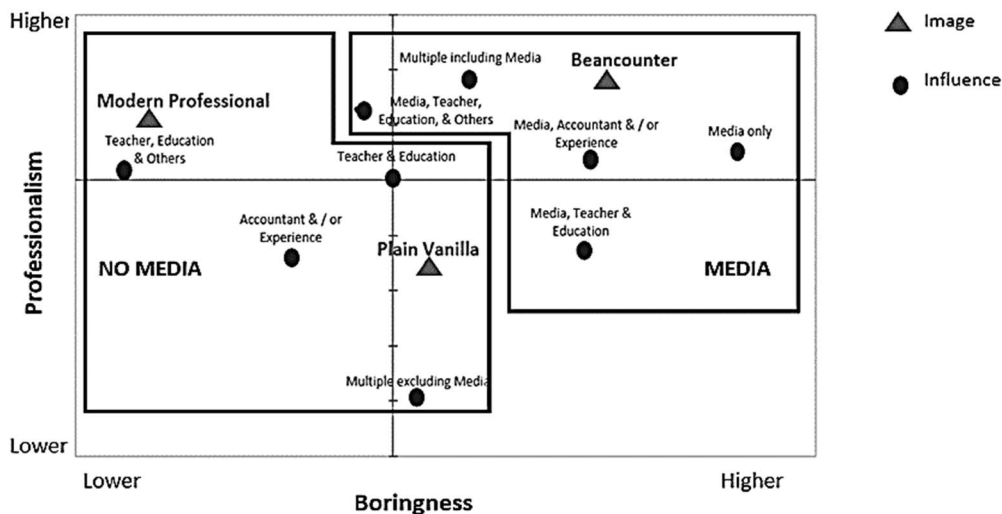 Higher
Image
Influence
Multiple including Media
Beancounter
Modern Professional
Media, Teacher,
Education, & Others
Teacher, Education
& Others
Media, Accountant & / or
Experience
Media only
Teacher & Education
Accountant & / or
Experience
Media, Teacher &
Education
Plain Vanilla
NO MEDIA
MEDIA
Multiple excluding Media
Professionalism
Lower
Lower
Higher
Boringness